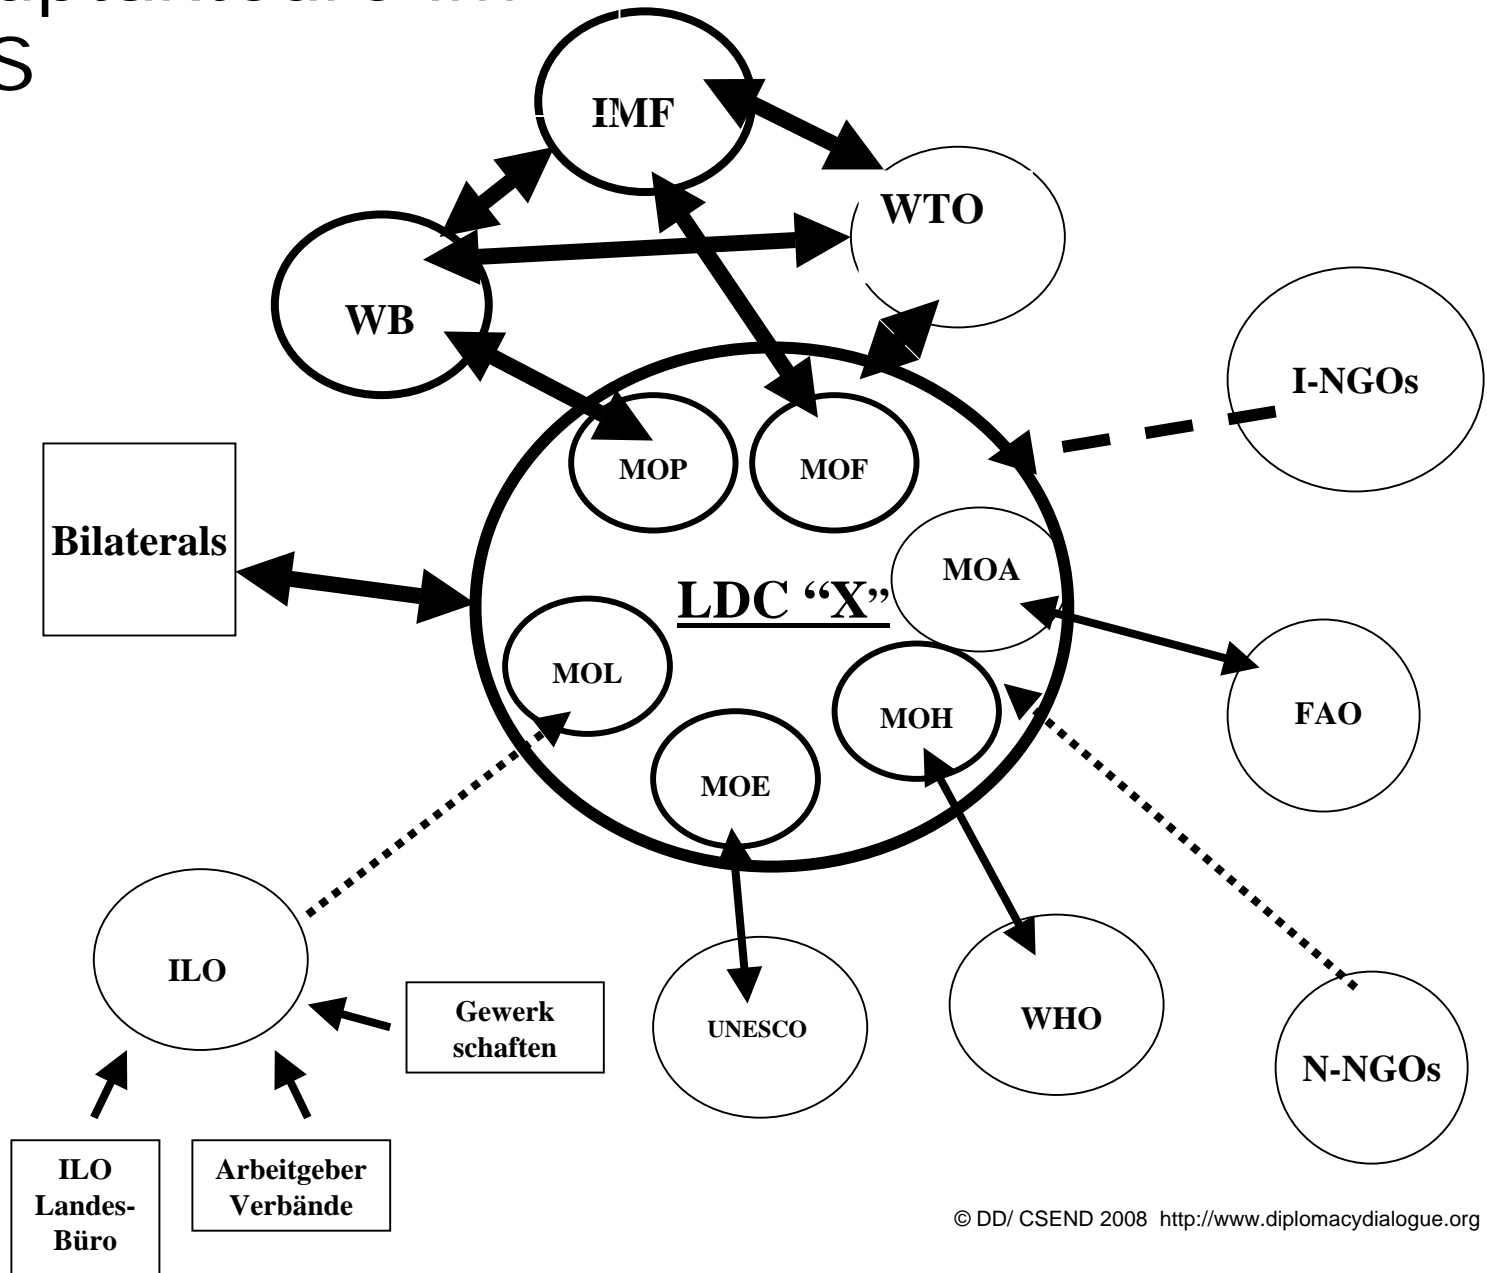 IMF
WTO
WB
I-NGOs
MOP
MOF
Bilaterals
MOA
LDC “X”
MOL
MOH
FAO
MOE
ILO
Gewerk
schaften
UNESCO
WHO
N-NGOs
ILO
Landes-
Büro
Arbeitgeber
Verbände
© DD/ CSEND 2008 http://www.diplomacydialogue.org